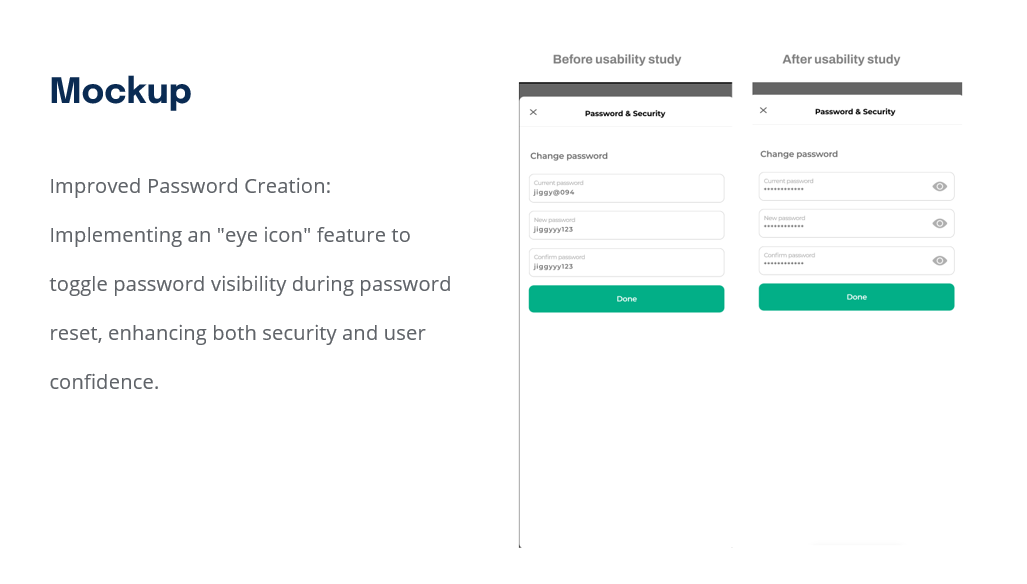 Mockup
Improved Password Creation:
Implementing an "eye icon" feature to
toggle password visibility during password
reset, enhancing both security and user
confidence.
Before usability study
Password & Security
Change password
Current password
jiggy@094
New password
jiggyyy123
Confirm password
jiggyyy123
Done
After usability study
Password & Security
Change password
Current password
••••••••••••
New password
••••••••••••
Confirm password
••••••••••••
Done